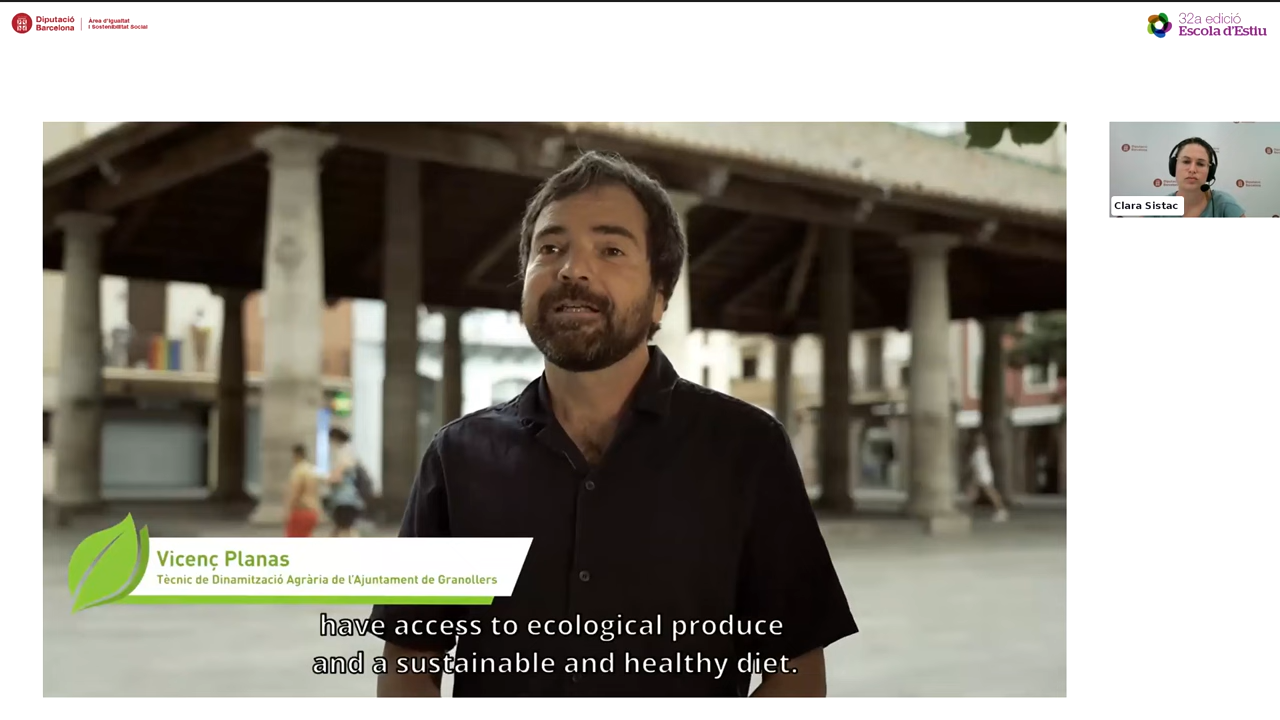 Diputació
Barcelona
Àrea d'Igualtat
i Sostenibilitat Social
32a edició
Escola d'Estiu
Clara Sistac
Vicenç Planas
Tècnic de Dinamització Agrària de l'Ajuntament de Granollers
have access to ecological produce
and a sustainable and healthy diet.